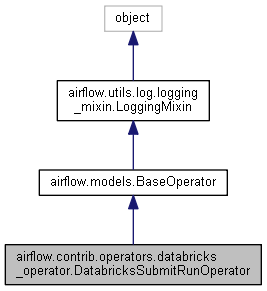 object
airflow.utils.log.logging
_mixin.LoggingMixin
airflow.models.BaseOperator
airflow.contrib.operators.databricks
_operator.DatabricksSubmitRunOperator